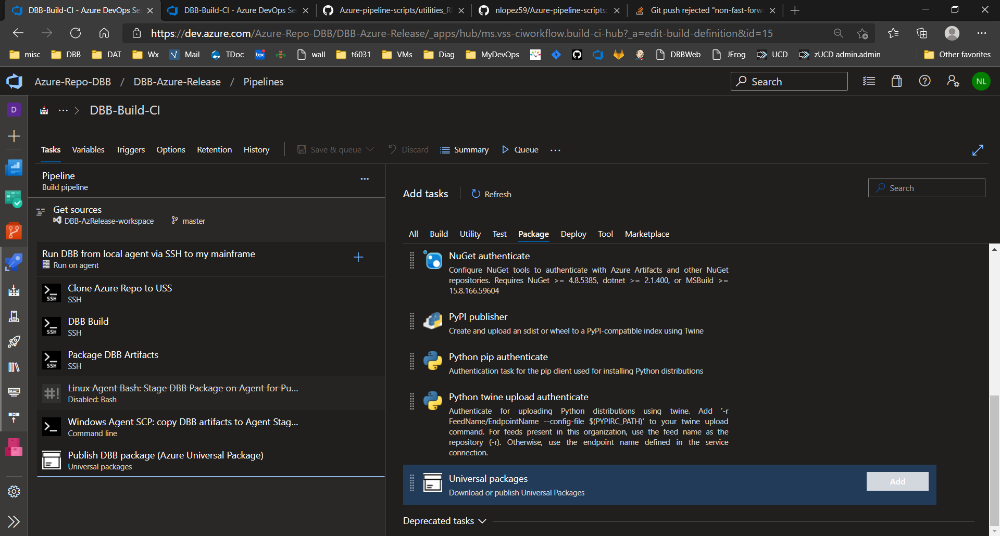 DBB-Build-CI - Azure DevOps Se
DBB-Build-CI - Azure DevOps Se
Azure-pipeline-scripts/utilities_R
nlopez59/Azure-pipeline-scripts:
Git push rejected "non-fast-forw
https://dev.azure.com/Azure-Repo-DBB/DBB-Azure-Release/_apps/hub/ms.vss-ciworkflow.build-ci-hub?_a=edit-build-definition&id=15
misc
DBB
DAT
Wx
Mail
TDoc
box
wall
t6031
VMs
Diag
MyDevOps
DBBWeb
JFrog
UCD
zUCD admin.admin
Other favorites
Azure-Repo-DBB / DBB-Azure-Release / Pipelines
Search
NL
D
... > DBB-Build-CI
Tasks
Variables
Triggers
Options
Retention
History
Save & queue
Discard
Summary
Queue
...
Pipeline
Build pipeline
...
Get sources
DBB-AzRelease-workspace
master
Run DBB from local agent via SSH to my mainframe
Run on agent
Clone Azure Repo to USS
SSH
SSH
DBB Build
SSH
SSH
Package DBB Artifacts
SSH
SSH
#!
Linux Agent Bash: Stage DBB Package on Agent for Pu...
Disabled: Bash
Windows Agent SCP: copy DBB artifacts to Agent Stag...
Command line
Publish DBB package (Azure Universal Package)
Universal packages
Add tasks
Refresh
Search
All
Build
Utility
Test
Package
Deploy
Tool
Marketplace
NuGet authenticate
Configure NuGet tools to authenticate with Azure Artifacts and other NuGet
repositories. Requires NuGet >= 4.8.5385, dotnet >= 2.1.400, or MSBuild >=
15.8.166.59604
PyPI publisher
Create and upload an sdist or wheel to a PyPI-compatible index using Twine
Python pip authenticate
Authentication task for the pip client used for installing Python distributions
Python twine upload authenticate
Authenticate for uploading Python distributions using twine. Add '-r
FeedName/EndpointName --config-file $(PYPIRC_PATH)' to your twine upload
command. For feeds present in this organization, use the feed name as the
repository (-r). Otherwise, use the endpoint name defined in the service
connection.
Universal packages
Download or publish Universal Packages
Add
Deprecated tasks